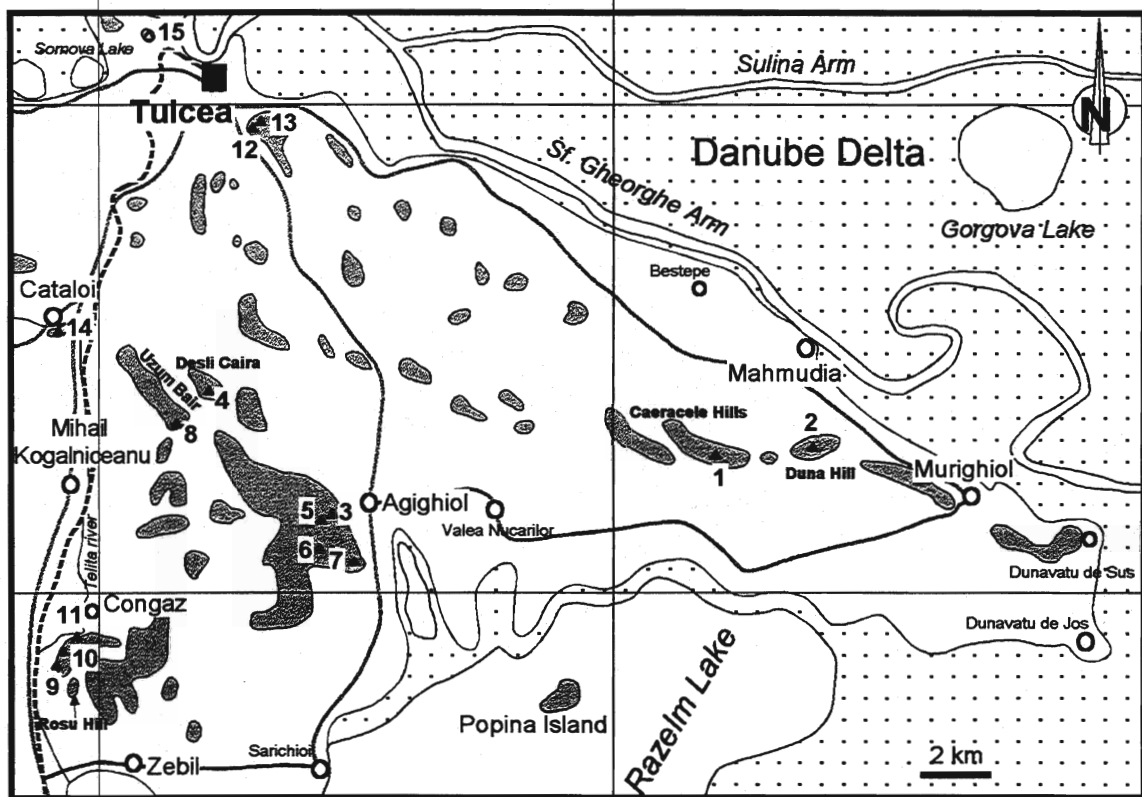 15
Somova Lake
Sulina Arm
Tulcea
13
12
N
Danube Delta
Sf. Gheorghe Arm
Gorgova Lake
Bestepe
Cataloi
14
Mahmudia
Uzum Bair
Desli Caira
4
8
Caeracele Hills
2
1
Duna Hill
Mihail
Kogalniceanu
Murighiol
Agighiol
5
3
Valea Nucarilor
6
7
Dunavatu de Sus
Telita river
11
Congaz
Dunavatu de Jos
10
9
Rosu Hill
Popina Island
Razelm Lake
Sarichioi
Zebil
2 km